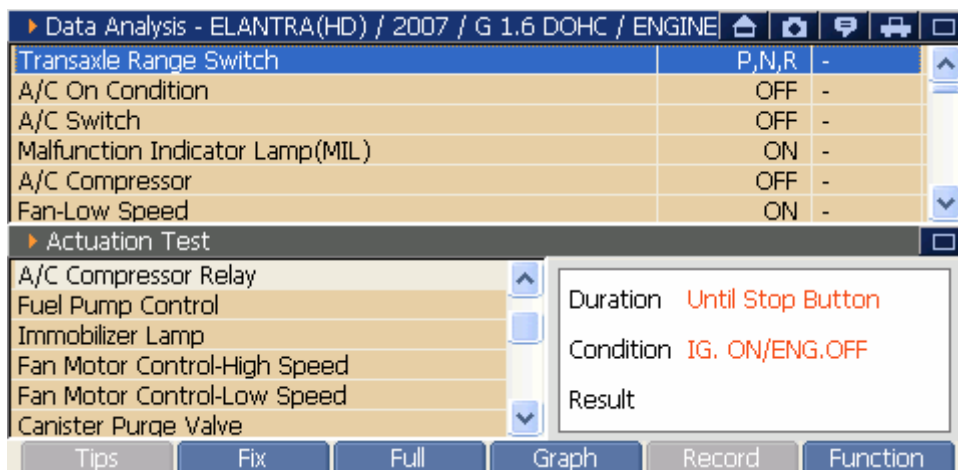 Data Analysis - ELANTRA(HD) / 2007 / G 1.6 DOHC / ENGINE
Transaxle Range Switch P,N,R -
A/C On Condition OFF -
A/C Switch OFF -
Malfunction Indicator Lamp(MIL) ON -
A/C Compressor OFF -
Fan-Low Speed ON -
Actuation Test
A/C Compressor Relay
Fuel Pump Control
Immobilizer Lamp
Fan Motor Control-High Speed
Fan Motor Control-Low Speed
Canister Purge Valve
Duration Until Stop Button
Condition IG. ON/ENG.OFF
Result
Tips Fix Full Graph Record Function